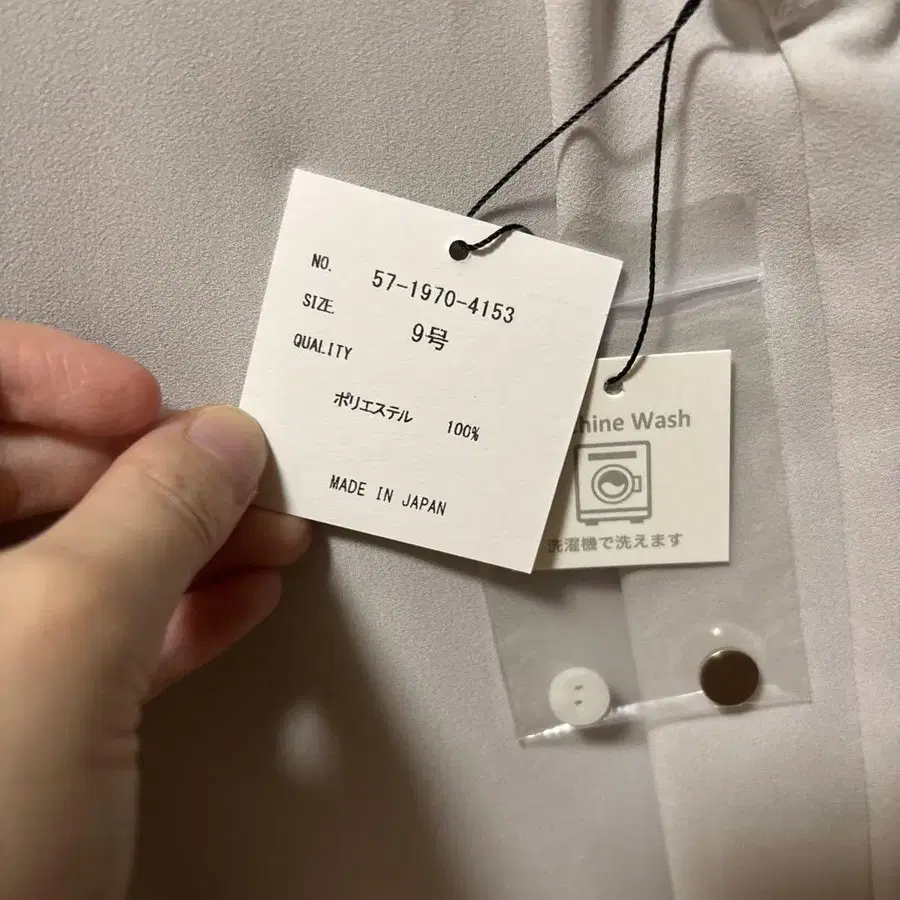 NO. 57-1970-4153
SIZE 9号
QUALITY
ポリエステル 100%
MADE IN JAPAN
Wash
洗濯機で洗えます